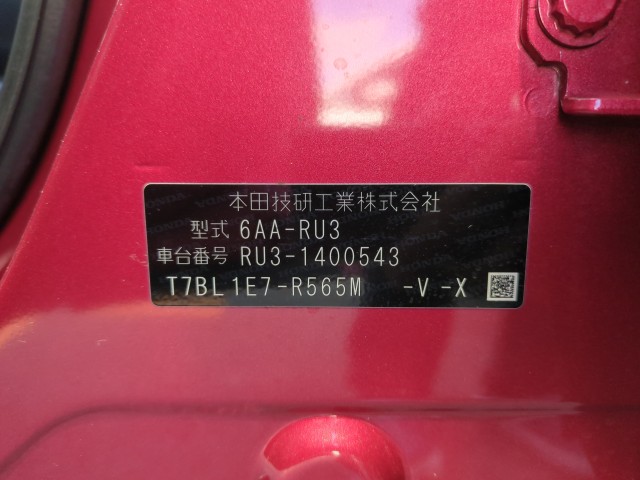 本田技研工業株式会社
型式 6AA-RU3
車台番号 RU3-1400543
T7BL1E7-R565M -V -X